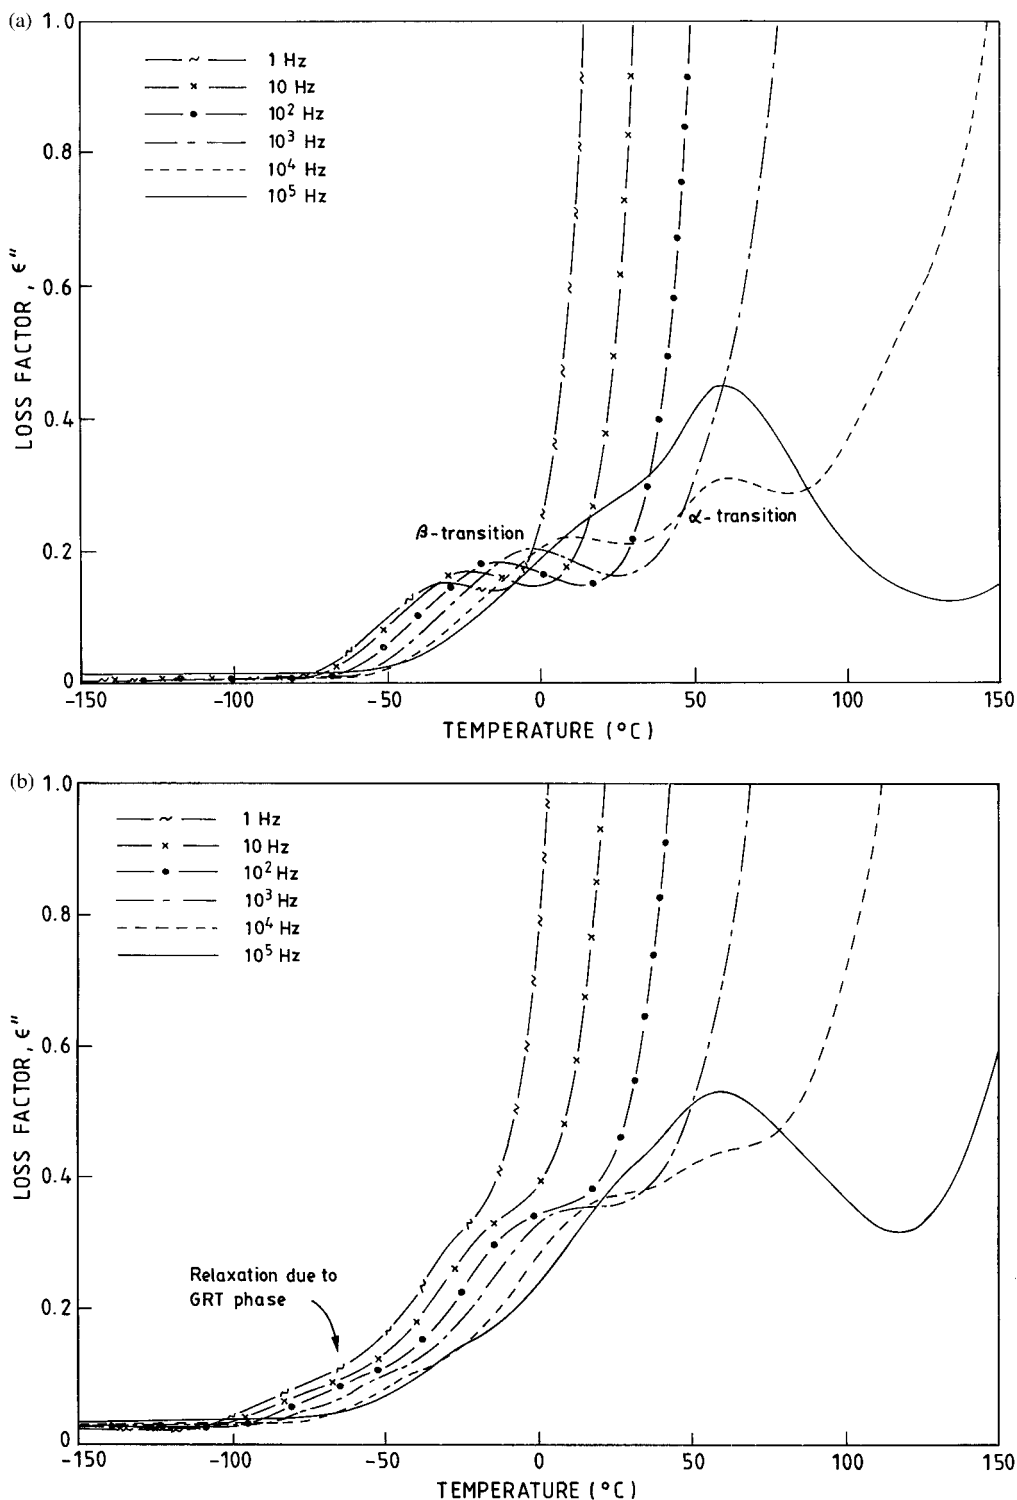 (a)
1.0
0.8
0.6
0.4
0.2
0
LOSS FACTOR, ϵ″
1 Hz
10 Hz
10² Hz
10³ Hz
10⁴ Hz
10⁵ Hz
β-transition
α-transition
-150 -100 -50 0 50 100 150
TEMPERATURE (°C)
(b)
1.0
0.8
0.6
0.4
0.2
0
LOSS FACTOR, ϵ″
1 Hz
10 Hz
10² Hz
10³ Hz
10⁴ Hz
10⁵ Hz
Relaxation due to
GRT phase
-150 -100 -50 0 50 100 150
TEMPERATURE (°C)